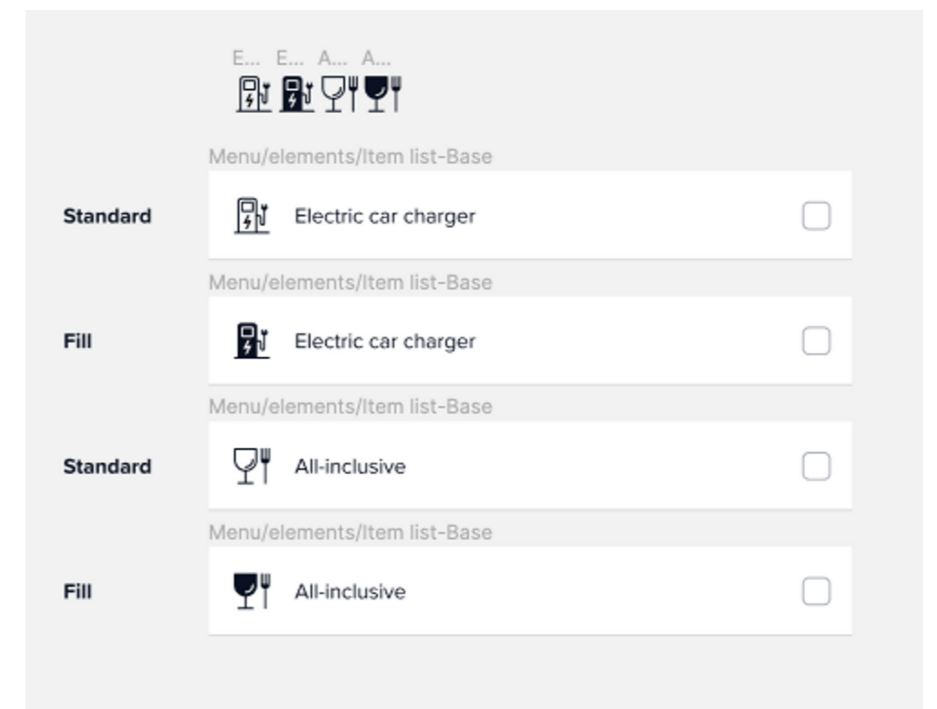 E... E... A... A...
Menu/elements/Item list-Base
Standard Electric car charger
Menu/elements/Item list-Base
Fill Electric car charger
Menu/elements/Item list-Base
Standard All-inclusive
Menu/elements/Item list-Base
Fill All-inclusive